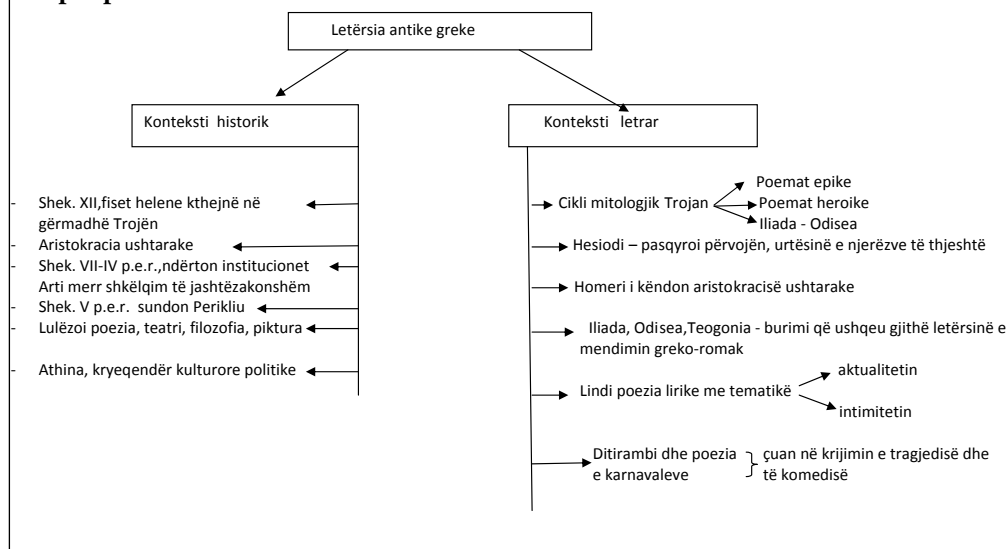 Letërsia antike greke
Konteksti historik
Konteksti letrar
- Shek. XII,fiset helene kthejnë në
gërmadhë Trojën
- Aristokracia ushtarake
- Shek. VII-IV p.e.r.,ndërton institucionet
Arti merr shkëlqim të jashtëzakonshëm
- Shek. V p.e.r. sundon Perikliu
- Lulëzoi poezia, teatri, filozofia, piktura
- Athina, kryeqendër kulturore politike
Cikli mitologjik Trojan
Poemat epike
Poemat heroike
Iliada - Odisea
Hesiodi – pasqyroi përvojën, urtësinë e njerëzve të thjeshtë
Homeri i këndon aristokracisë ushtarake
Iliada, Odisea,Teogonia - burimi që ushqeu gjithë letërsinë e
mendimin greko-romak
Lindi poezia lirike me tematikë
aktualitetin
intimitetin
Ditirambi dhe poezia
e karnavaleve
çuan në krijimin e tragjedisë dhe
të komedisë